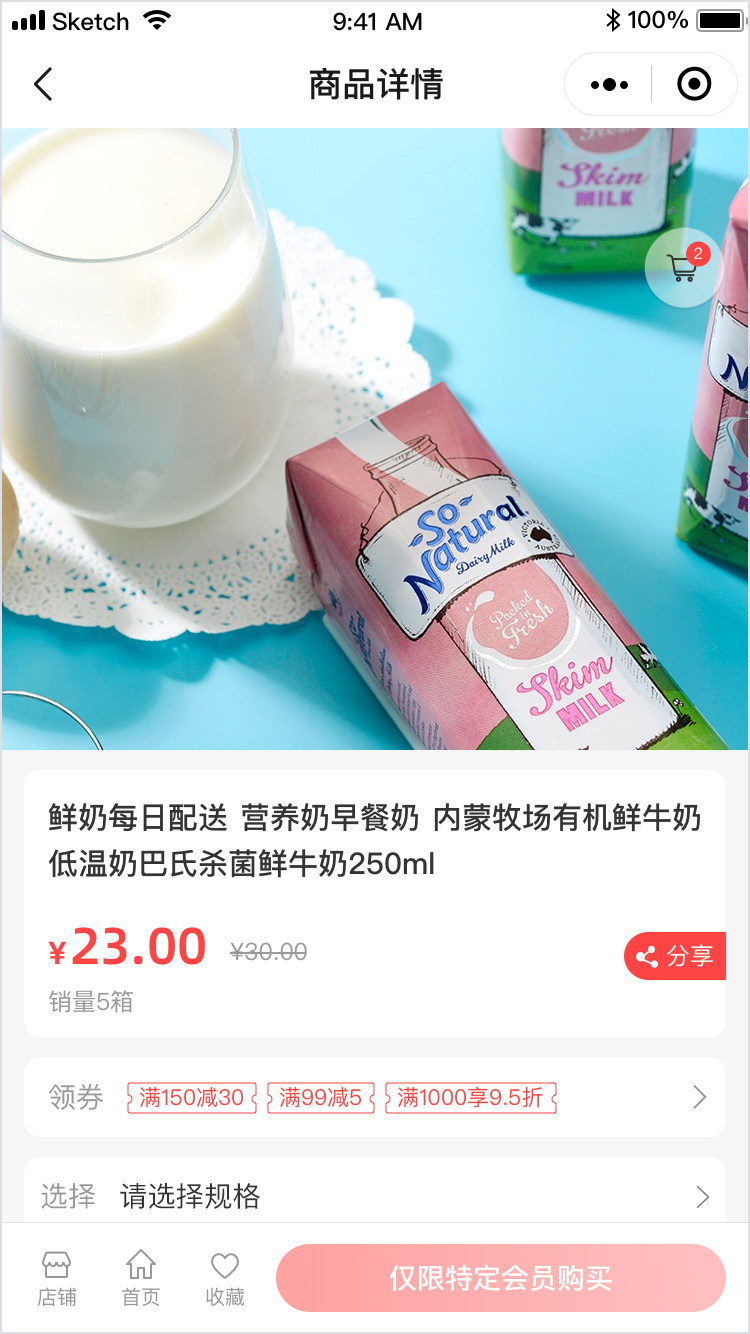 Sketch 9:41 AM 100%
商品详情
Skim
MILK
2
So
Natural
Dairy Milk
VICTORIA
AUSTRALIA
Packed
in
Fresh
Skim
MILK
鲜奶每日配送 营养奶早餐奶 内蒙牧场有机鲜牛奶
低温奶巴氏杀菌鲜牛奶250ml
¥23.00 ¥30.00
分享
销量5箱
领券 满150减30 满99减5 满1000享9.5折
选择 请选择规格
店铺 首页 收藏 仅限特定会员购买